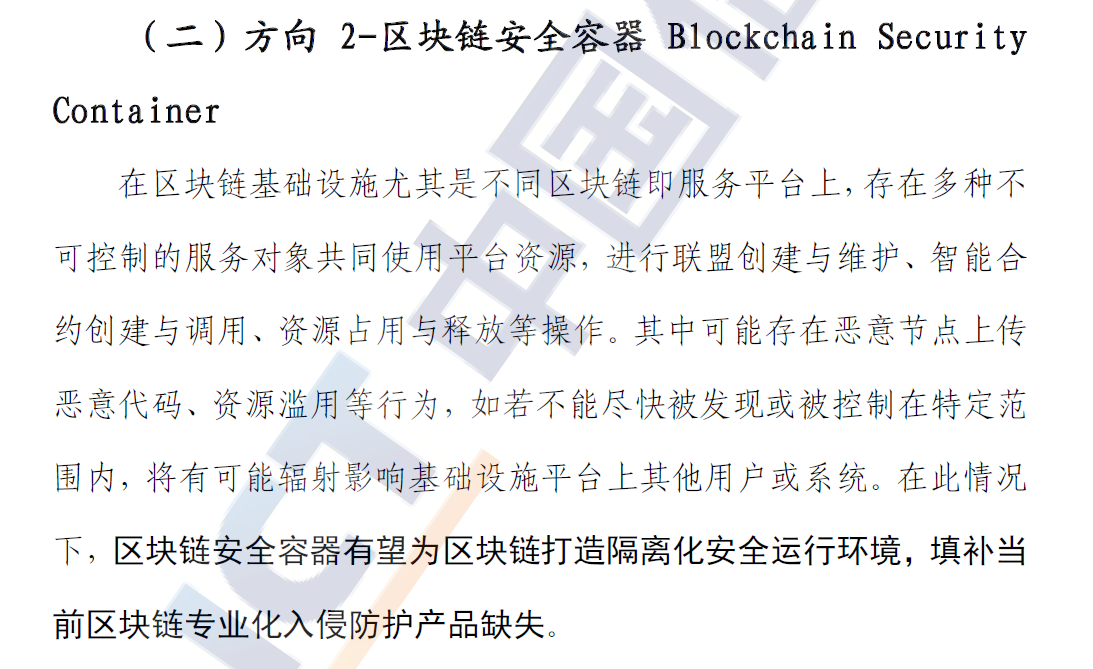 （二）方向 2-区块链安全容器 Blockchain Security
Container
在区块链基础设施尤其是不同区块链即服务平台上，存在多种不
可控制的服务对象共同使用平台资源，进行联盟创建与维护、智能合
约创建与调用、资源占用与释放等操作。其中可能存在恶意节点上传
恶意代码、资源滥用等行为，如若不能尽快被发现或被控制在特定范
围内，将有可能辐射影响基础设施平台上其他用户或系统。在此情况
下，区块链安全容器有望为区块链打造隔离化安全运行环境，填补当
前区块链专业化入侵防护产品缺失。